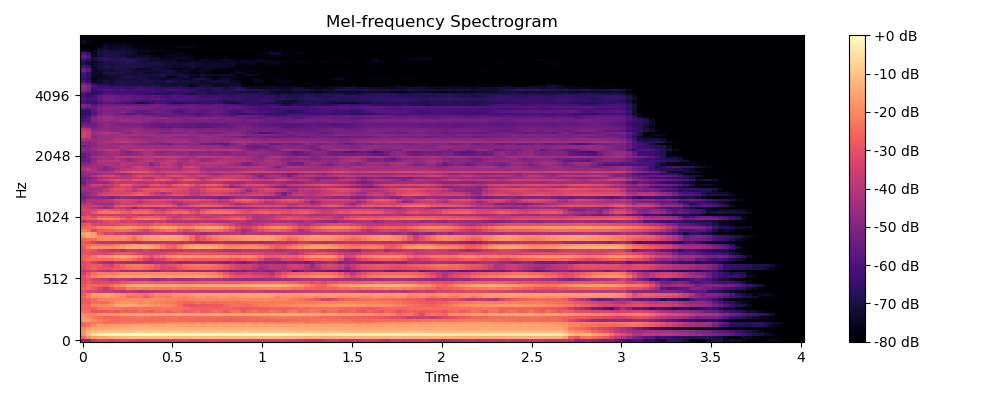 Mel-frequency Spectrogram
Hz
4096
2048
1024
512
0
0
0.5
1
1.5
2
2.5
3
3.5
4
Time
+0 dB
-10 dB
-20 dB
-30 dB
-40 dB
-50 dB
-60 dB
-70 dB
-80 dB